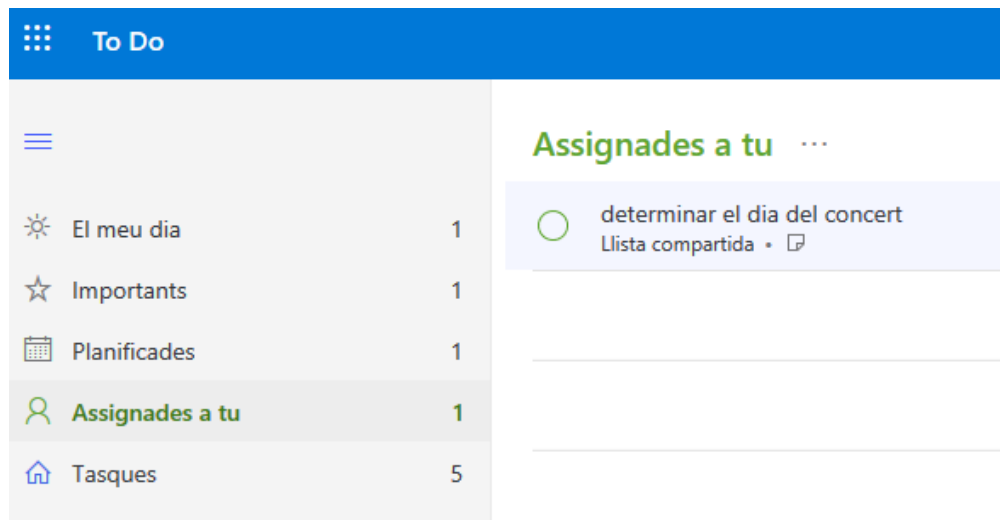 To Do
El meu dia 1
Importants 1
Planificades 1
Assignades a tu 1
Tasques 5
Assignades a tu ...
determinar el dia del concert
Llista compartida •